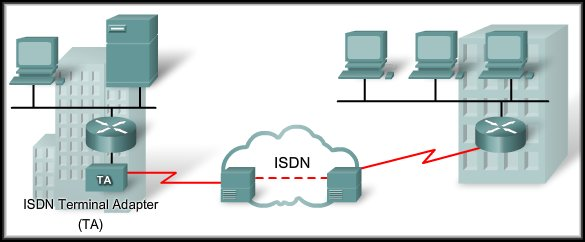 TA
ISDN
ISDN Terminal Adapter
(TA)